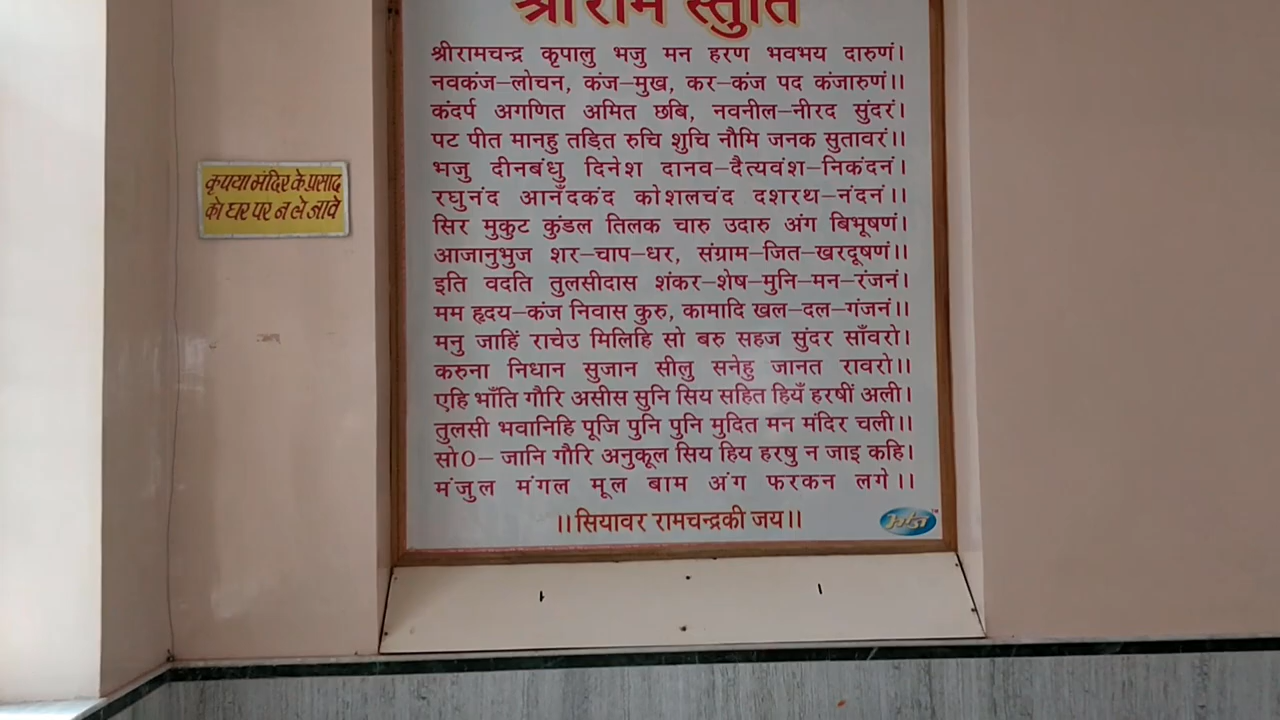 श्रीराम स्तुति
श्रीरामचन्द्र कृपालु भजु मन हरण भवभय दारुणं।
नवकंज–लोचन, कंज–मुख, कर–कंज पद कंजारुणं।।
कंदर्प अगणित अमित छबि, नवनील–नीरद सुंदरं।
पट पीत मानहु तड़ित रुचि शुचि नौमि जनक सुतावरं।।
भजु दीनबंधु दिनेश दानव–दैत्यवंश–निकंदनं।
रघुनंद आनँदकंद कोशलचंद दशरथ–नंदनं।।
सिर मुकुट कुंडल तिलक चारु उदारु अंग बिभूषणं।
आजानुभुज शर–चाप–धर, संग्राम–जित–खरदूषणं।।
इति वदति तुलसीदास शंकर–शेष–मुनि–मन–रंजनं।
मम हृदय–कंज निवास कुरु, कामादि खल–दल–गंजनं।।
मनु जाहिं राचेउ मिलिहि सो बरु सहज सुंदर साँवरो।
करुना निधान सुजान सीलु सनेहु जानत रावरो।।
एहि भाँति गौरि असीस सुनि सिय सहित हियँ हरषीं अली।
तुलसी भवानिहि पूजि पुनि पुनि मुदित मन मंदिर चली।।
सो0– जानि गौरि अनुकूल सिय हिय हरषु न जाइ कहि।
मंजुल मंगल मूल बाम अंग फरकन लगे।।
।।सियावर रामचन्द्रकी जय।।
कृपया मंदिर के प्रसाद
को घर पर न ले जावे